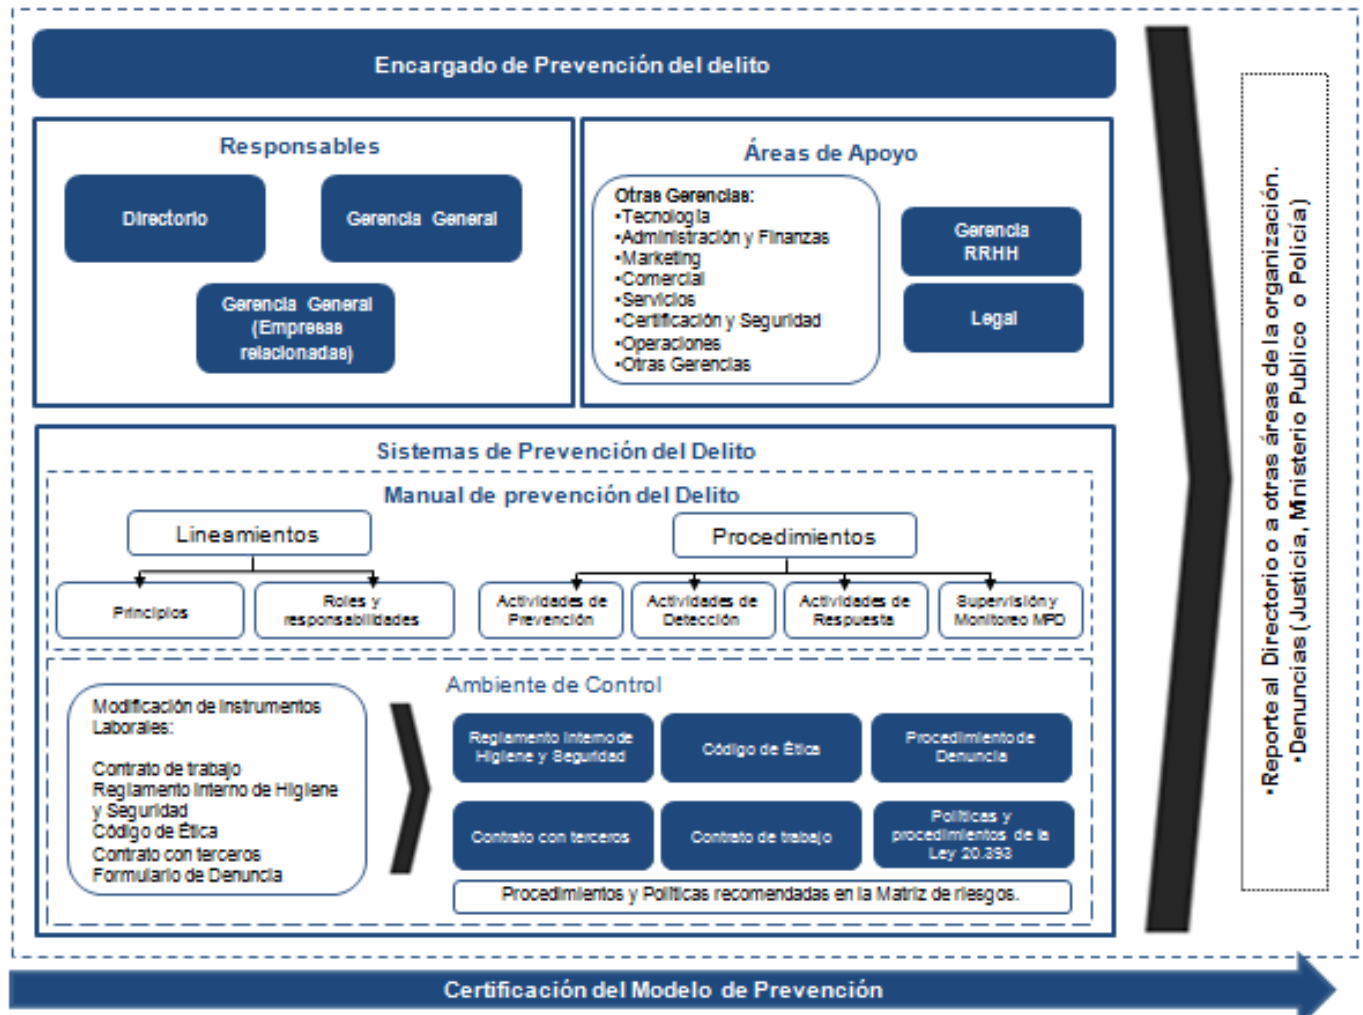 Encargado de Prevención del delito
Responsables
Directorio
Gerencia General
Gerencia General
(Empresas
relacionadas)
Áreas de Apoyo
Otras Gerencias:
•Tecnología
•Administración y Finanzas
•Marketing
•Comercial
•Servicios
•Certificación y Seguridad
•Operaciones
•Otras Gerencias
Gerencia
RRHH
Legal
Sistemas de Prevención del Delito
Manual de prevención del Delito
Lineamientos
Procedimientos
Principios
Roles y
responsabilidades
Actividades de
Prevención
Actividades de
Detección
Actividades de
Respuesta
Supervisión y
Monitoreo MPD
Modificación de Instrumentos
Laborales:
Contrato de trabajo
Reglamento Interno de Higiene
y Seguridad
Código de Ética
Contrato con terceros
Formulario de Denuncia
Ambiente de Control
Reglamento Interno de
Higiene y Seguridad
Código de Ética
Procedimiento de
Denuncia
Contrato con terceros
Contrato de trabajo
Políticas y
procedimientos de la
Ley 20.393
Procedimientos y Políticas recomendadas en la Matriz de riesgos.
•Reporte al Directorio o a otras áreas de la organización.
•Denuncias (Justicia, Ministerio Publico o Policía)
Certificación del Modelo de Prevención